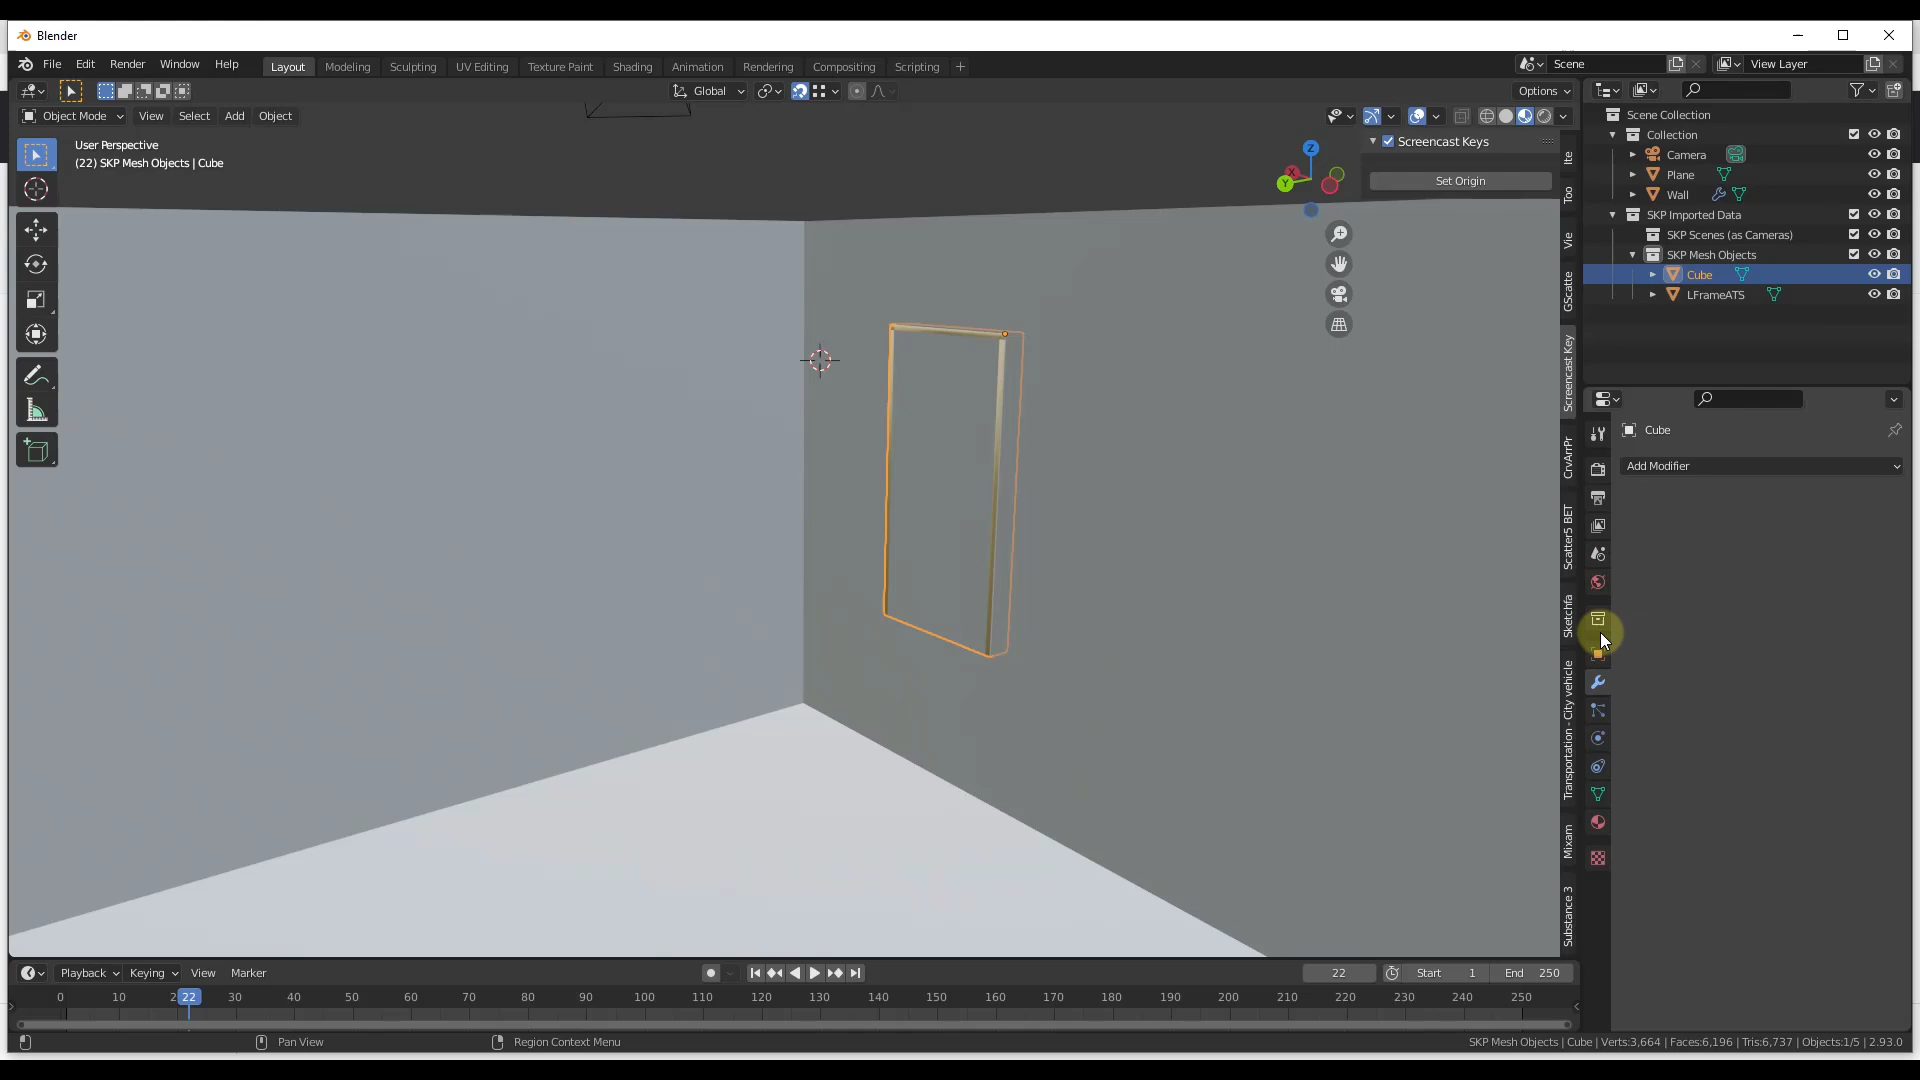 Blender
File Edit Render Window Help
Layout Modeling Sculpting UV Editing Texture Paint Shading Animation Rendering Compositing Scripting +
Scene
View Layer
Global
Options
Object Mode View Select Add Object
User Perspective
(22) SKP Mesh Objects | Cube
Z
X
Y
Screencast Keys
Set Origin
Ite
Too
Vie
GScatte
Screencast Key
CrvArrPr
Scatter5 BET
Sketchfa
Transportation - City vehicle
Mixam
Substance 3
Scene Collection
Collection
Camera
Plane
Wall
SKP Imported Data
SKP Scenes (as Cameras)
SKP Mesh Objects
Cube
LFrameATS
Cube
Add Modifier
Playback Keying View Marker
22
Start 1
End 250
0 10 2 22 30 40 50 60 70 80 90 100 110 120 130 140 150 160 170 180 190 200 210 220 230 240 250
Pan View
Region Context Menu
SKP Mesh Objects | Cube | Verts:3,664 | Faces:6,196 | Tris:6,737 | Objects:1/5 | 2.93.0